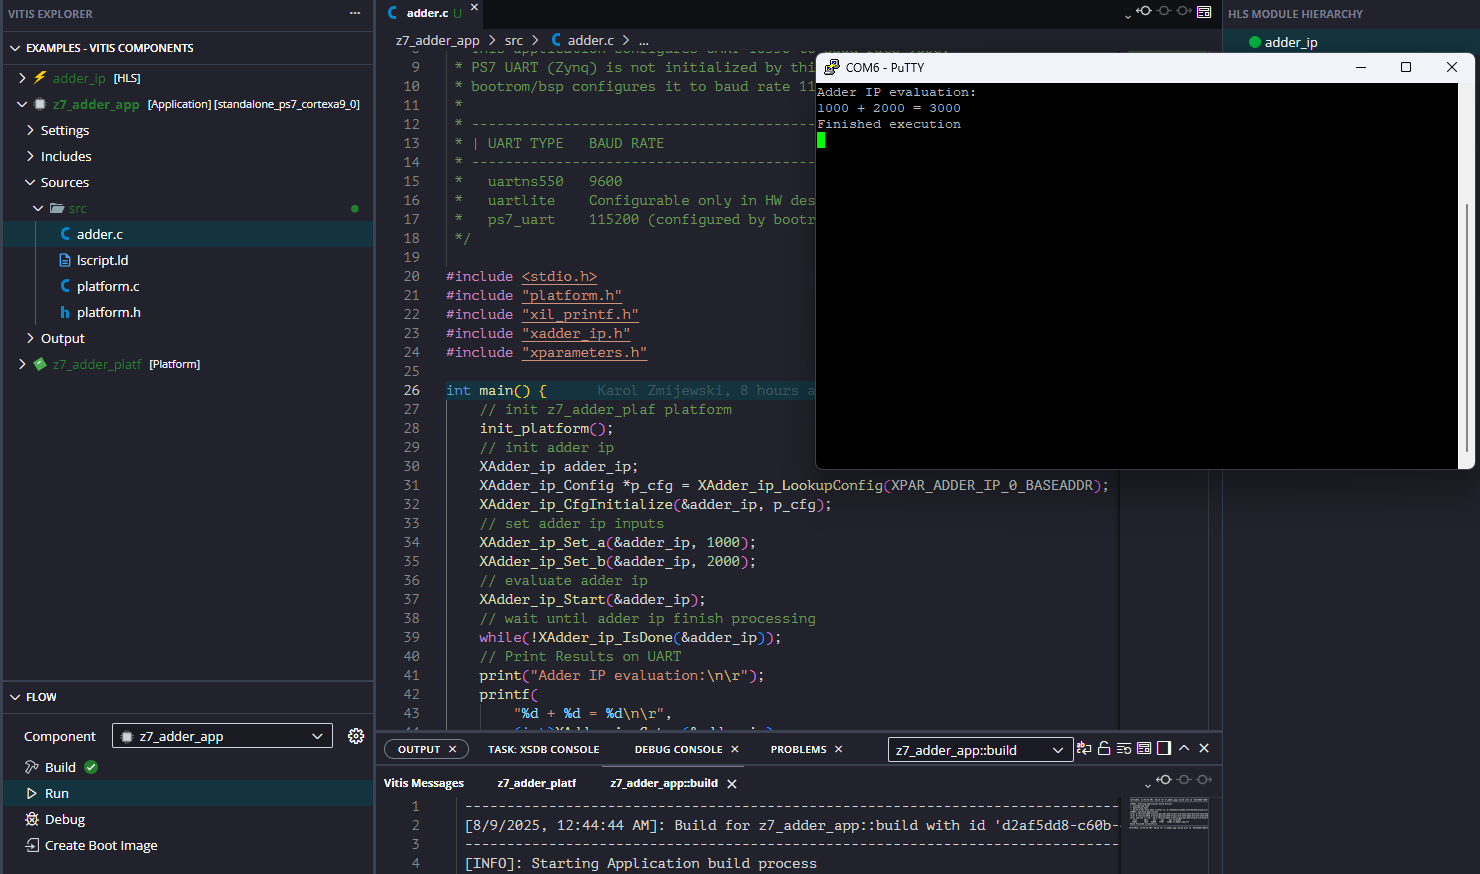 VITIS EXPLORER
EXAMPLES - VITIS COMPONENTS
adder_ip [HLS]
z7_adder_app [Application] [standalone_ps7_cortexa9_0]
Settings
Includes
Sources
src
adder.c
lscript.ld
platform.c
platform.h
Output
z7_adder_platf [Platform]
FLOW
Component z7_adder_app
Build
Run
Debug
Create Boot Image
adder.c U
z7_adder_app > src > adder.c > ...
9 * PS7 UART (Zynq) is not initialized by thi
10 * bootrom/bsp configures it to baud rate 11
11 *
12 * ------------------------------------------
13 * | UART TYPE   BAUD RATE
14 * ------------------------------------------
15 *   uartns550   9600
16 *   uartlite    Configurable only in HW des
17 *   ps7_uart    115200 (configured by bootr
18 */
19
20 #include <stdio.h>
21 #include "platform.h"
22 #include "xil_printf.h"
23 #include "xadder_ip.h"
24 #include "xparameters.h"
25
26 int main() { Karol Zmijewski, 8 hours a
27 // init z7_adder_plaf platform
28 init_platform();
29 // init adder ip
30 XAdder_ip adder_ip;
31 XAdder_ip_Config *p_cfg = XAdder_ip_LookupConfig(XPAR_ADDER_IP_0_BASEADDR);
32 XAdder_ip_CfgInitialize(&adder_ip, p_cfg);
33 // set adder ip inputs
34 XAdder_ip_Set_a(&adder_ip, 1000);
35 XAdder_ip_Set_b(&adder_ip, 2000);
36 // evaluate adder ip
37 XAdder_ip_Start(&adder_ip);
38 // wait until adder ip finish processing
39 while(!XAdder_ip_IsDone(&adder_ip));
40 // Print Results on UART
41 print("Adder IP evaluation:\n\r");
42 printf(
43 "%d + %d = %d\n\r",
COM6 - PuTTY
Adder IP evaluation:
1000 + 2000 = 3000
Finished execution
HLS MODULE HIERARCHY
adder_ip
OUTPUT TASK: XSDB CONSOLE DEBUG CONSOLE PROBLEMS z7_adder_app::build
Vitis Messages z7_adder_platf z7_adder_app::build
1 ------------------------------------------------------------------------------
2 [8/9/2025, 12:44:44 AM]: Build for z7_adder_app::build with id 'd2af5dd8-c60b-
3 ------------------------------------------------------------------------------
4 [INFO]: Starting Application build process